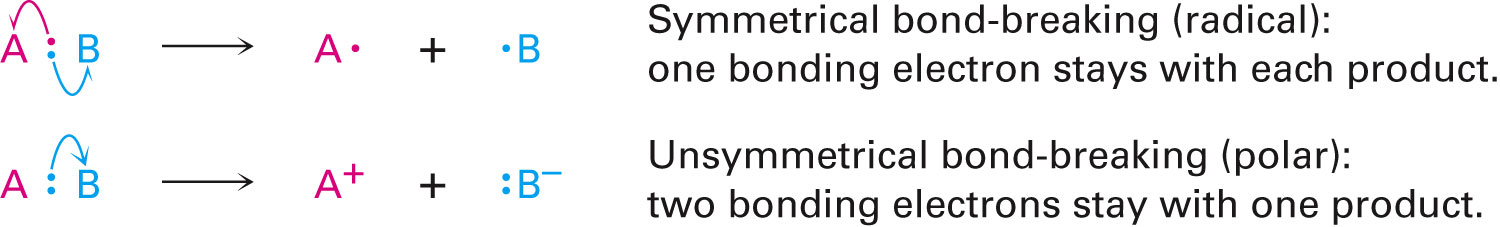 A : B ⟶ A· + ·B
Symmetrical bond-breaking (radical):
one bonding electron stays with each product.
A : B ⟶ A⁺ + :B⁻
Unsymmetrical bond-breaking (polar):
two bonding electrons stay with one product.